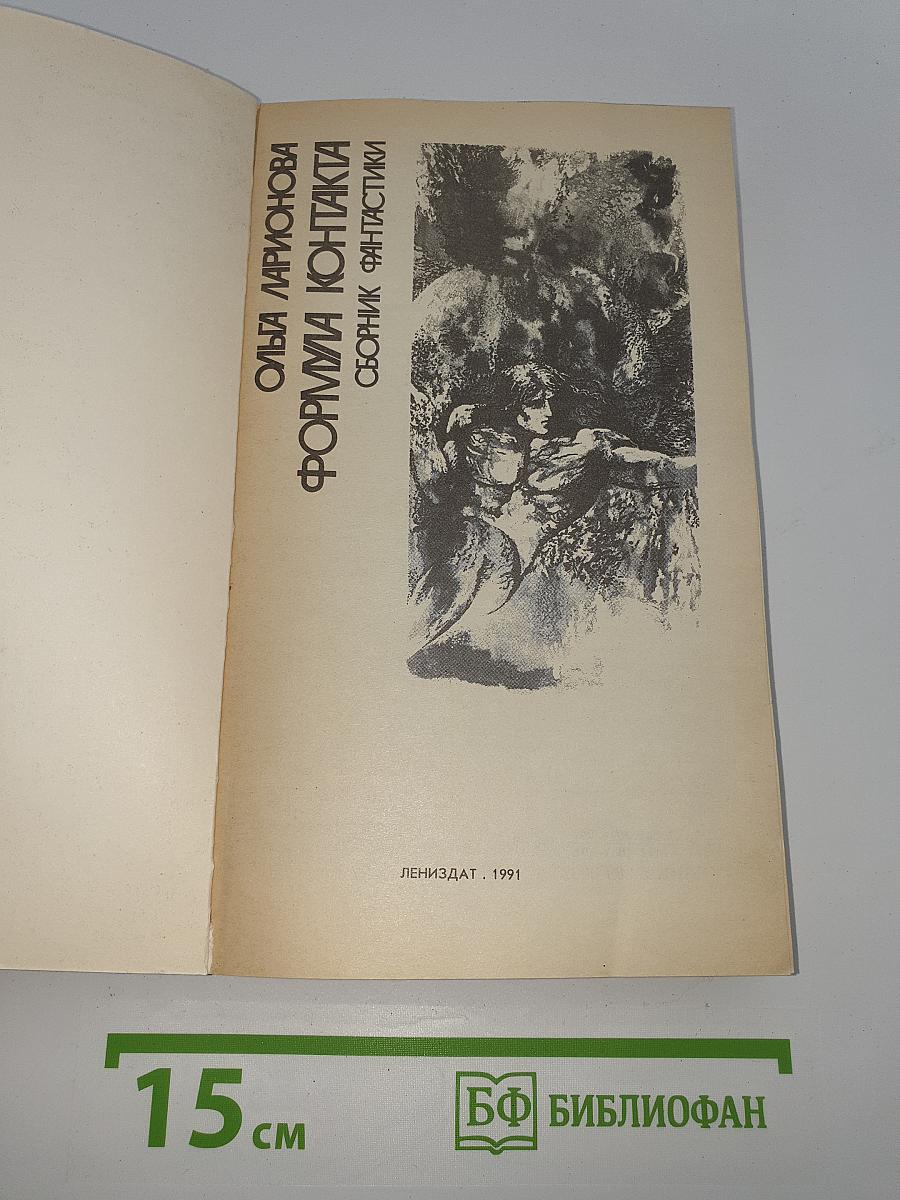 ОЛЬГА ЛАРИОНОВА
ФОРМУЛА КОНТАКТА
СБОРНИК ФАНТАСТИКИ
ЛЕНИЗДАТ . 1991
15 см
БФ БИБЛИОФАН